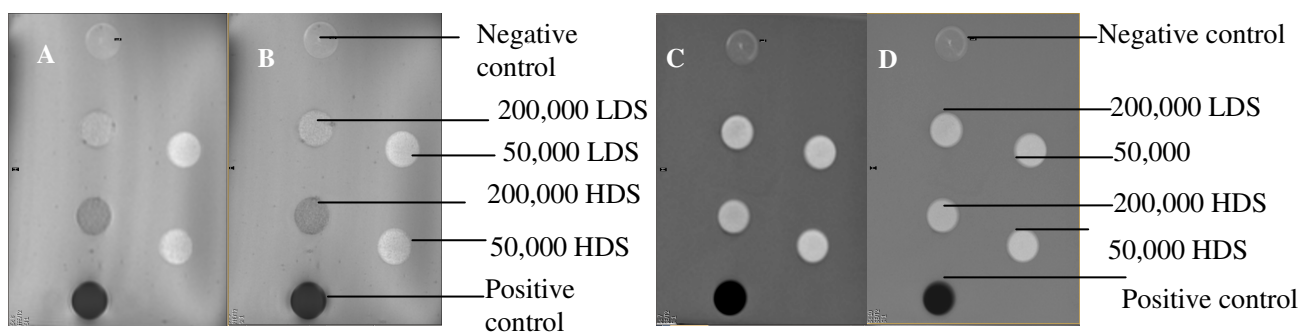 A
B
Negative
control
200,000 LDS
50,000 LDS
200,000 HDS
50,000 HDS
Positive
control
C
D
Negative control
200,000 LDS
50,000
200,000 HDS
50,000 HDS
Positive control